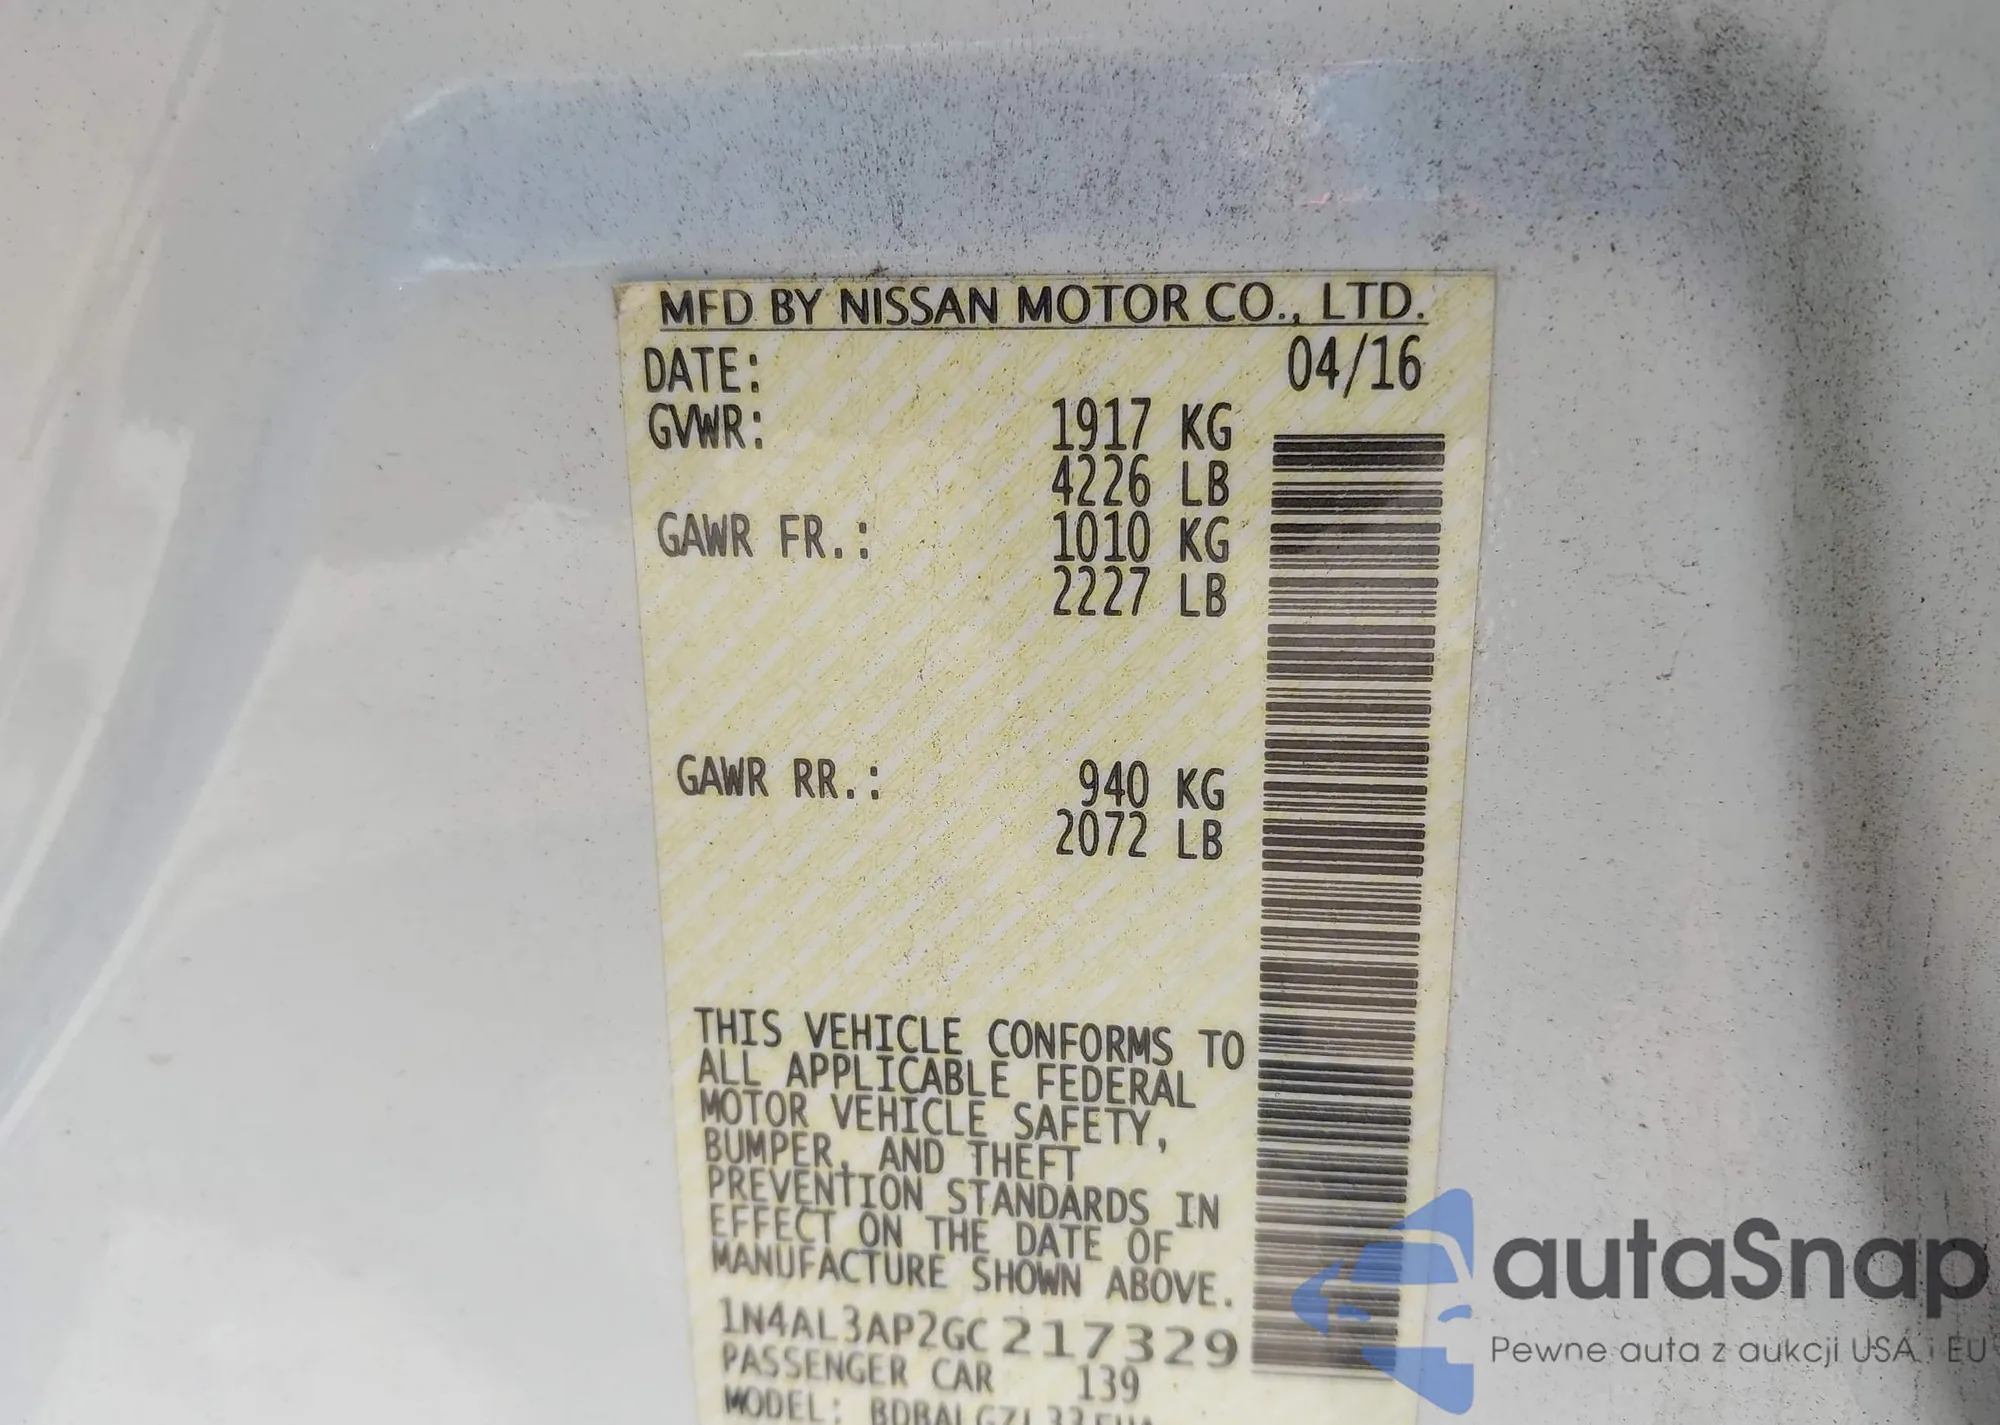 MFD BY NISSAN MOTOR CO., LTD.
DATE: 04/16
GVWR: 1917 KG
4226 LB
GAWR FR.: 1010 KG
2227 LB
GAWR RR.: 940 KG
2072 LB
THIS VEHICLE CONFORMS TO
ALL APPLICABLE FEDERAL
MOTOR VEHICLE SAFETY,
BUMPER, AND THEFT
PREVENTION STANDARDS IN
EFFECT ON THE DATE OF
MANUFACTURE SHOWN ABOVE.
1N4AL3AP2GC217329
PASSENGER CAR 139
MODEL:
autaSnap
Pewne auta z aukcji USA i EU